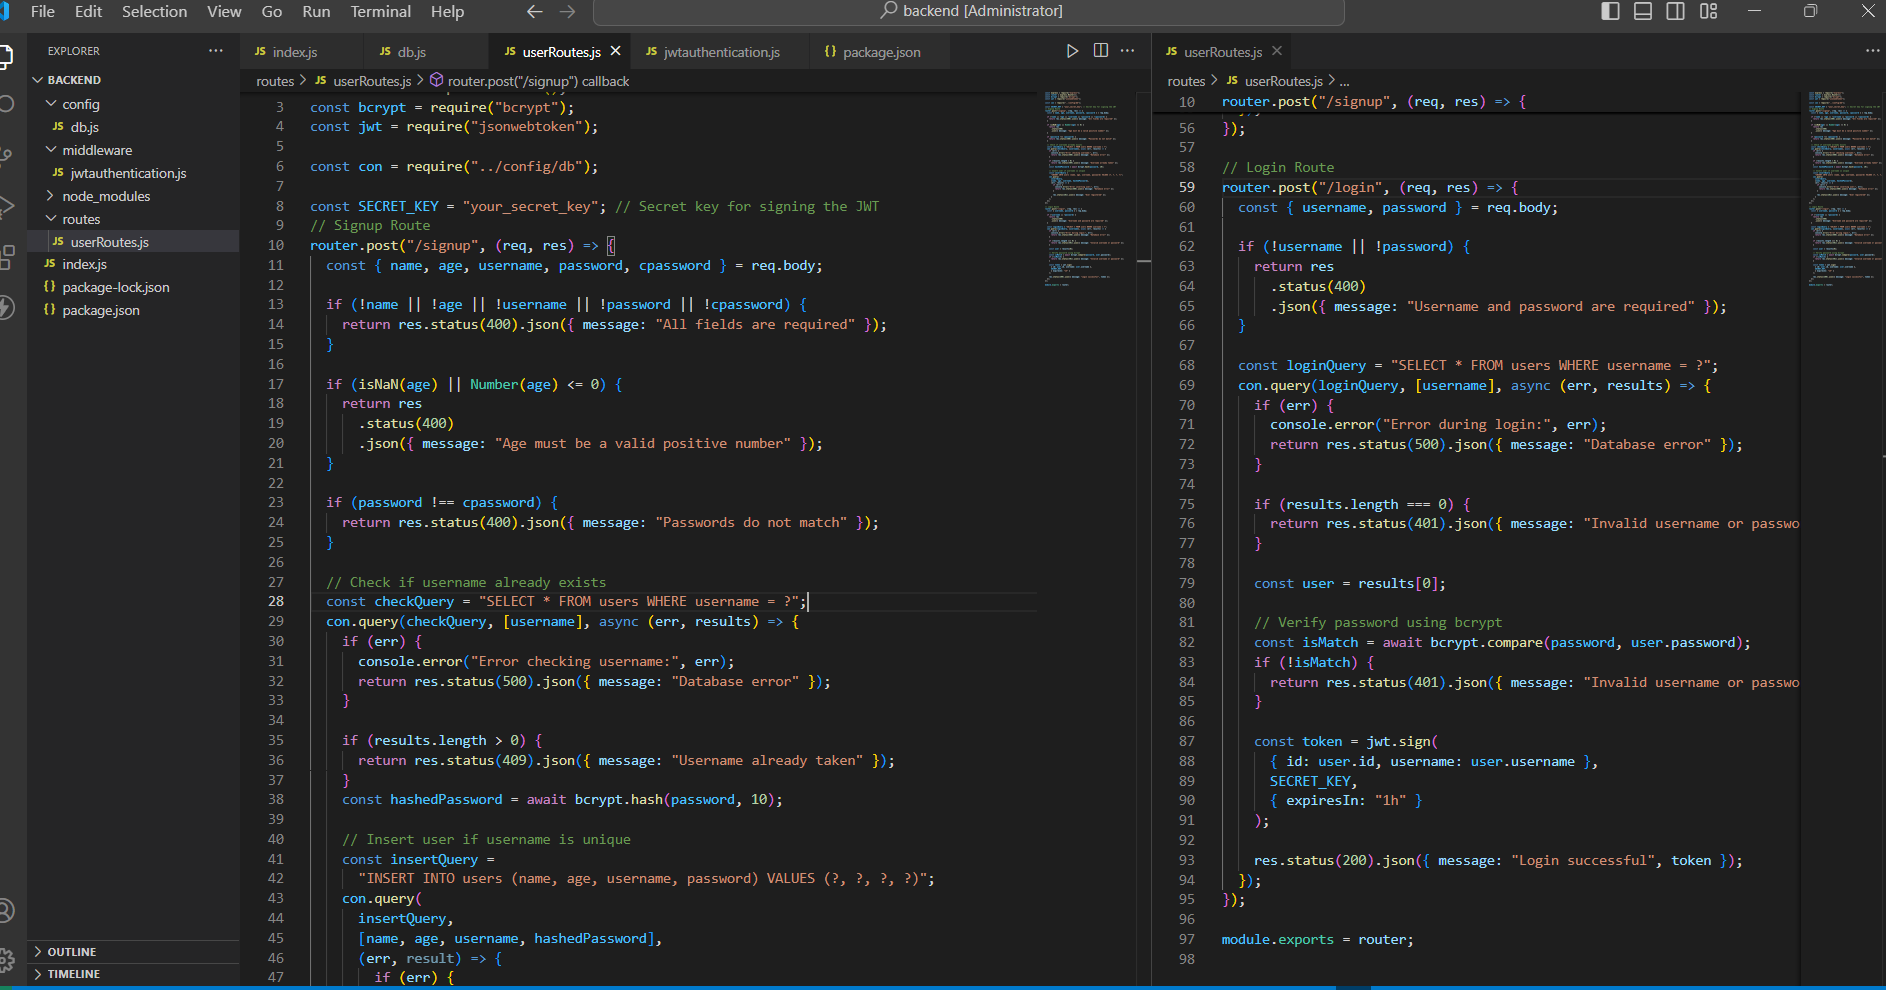 File Edit Selection View Go Run Terminal Help
backend [Administrator]
EXPLORER
BACKEND
config
JS db.js
middleware
JS jwtauthentication.js
node_modules
routes
JS userRoutes.js
JS index.js
{} package-lock.json
{} package.json
OUTLINE
TIMELINE
JS index.js
JS db.js
JS userRoutes.js
JS jwtauthentication.js
{} package.json
routes > JS userRoutes.js > router.post("/signup") callback
3 const bcrypt = require("bcrypt");
4 const jwt = require("jsonwebtoken");
5
6 const con = require("../config/db");
7
8 const SECRET_KEY = "your_secret_key"; // Secret key for signing the JWT
9 // Signup Route
10 router.post("/signup", (req, res) => {
11 const { name, age, username, password, cpassword } = req.body;
12
13 if (!name || !age || !username || !password || !cpassword) {
14 return res.status(400).json({ message: "All fields are required" });
15 }
16
17 if (isNaN(age) || Number(age) <= 0) {
18 return res
19 .status(400)
20 .json({ message: "Age must be a valid positive number" });
21 }
22
23 if (password !== cpassword) {
24 return res.status(400).json({ message: "Passwords do not match" });
25 }
26
27 // Check if username already exists
28 const checkQuery = "SELECT * FROM users WHERE username = ?";
29 con.query(checkQuery, [username], async (err, results) => {
30 if (err) {
31 console.error("Error checking username:", err);
32 return res.status(500).json({ message: "Database error" });
33 }
34
35 if (results.length > 0) {
36 return res.status(409).json({ message: "Username already taken" });
37 }
38 const hashedPassword = await bcrypt.hash(password, 10);
39
40 // Insert user if username is unique
41 const insertQuery =
42 "INSERT INTO users (name, age, username, password) VALUES (?, ?, ?, ?)";
43 con.query(
44 insertQuery,
45 [name, age, username, hashedPassword],
46 (err, result) => {
47 if (err) {
JS userRoutes.js
routes > JS userRoutes.js > ...
10 router.post("/signup", (req, res) => {
56 });
57
58 // Login Route
59 router.post("/login", (req, res) => {
60 const { username, password } = req.body;
61
62 if (!username || !password) {
63 return res
64 .status(400)
65 .json({ message: "Username and password are required" });
66 }
67
68 const loginQuery = "SELECT * FROM users WHERE username = ?";
69 con.query(loginQuery, [username], async (err, results) => {
70 if (err) {
71 console.error("Error during login:", err);
72 return res.status(500).json({ message: "Database error" });
73 }
74
75 if (results.length === 0) {
76 return res.status(401).json({ message: "Invalid username or passwo
77 }
78
79 const user = results[0];
80
81 // Verify password using bcrypt
82 const isMatch = await bcrypt.compare(password, user.password);
83 if (!isMatch) {
84 return res.status(401).json({ message: "Invalid username or passwo
85 }
86
87 const token = jwt.sign(
88 { id: user.id, username: user.username },
89 SECRET_KEY,
90 { expiresIn: "1h" }
91 );
92
93 res.status(200).json({ message: "Login successful", token });
94 });
95 });
96
97 module.exports = router;
98